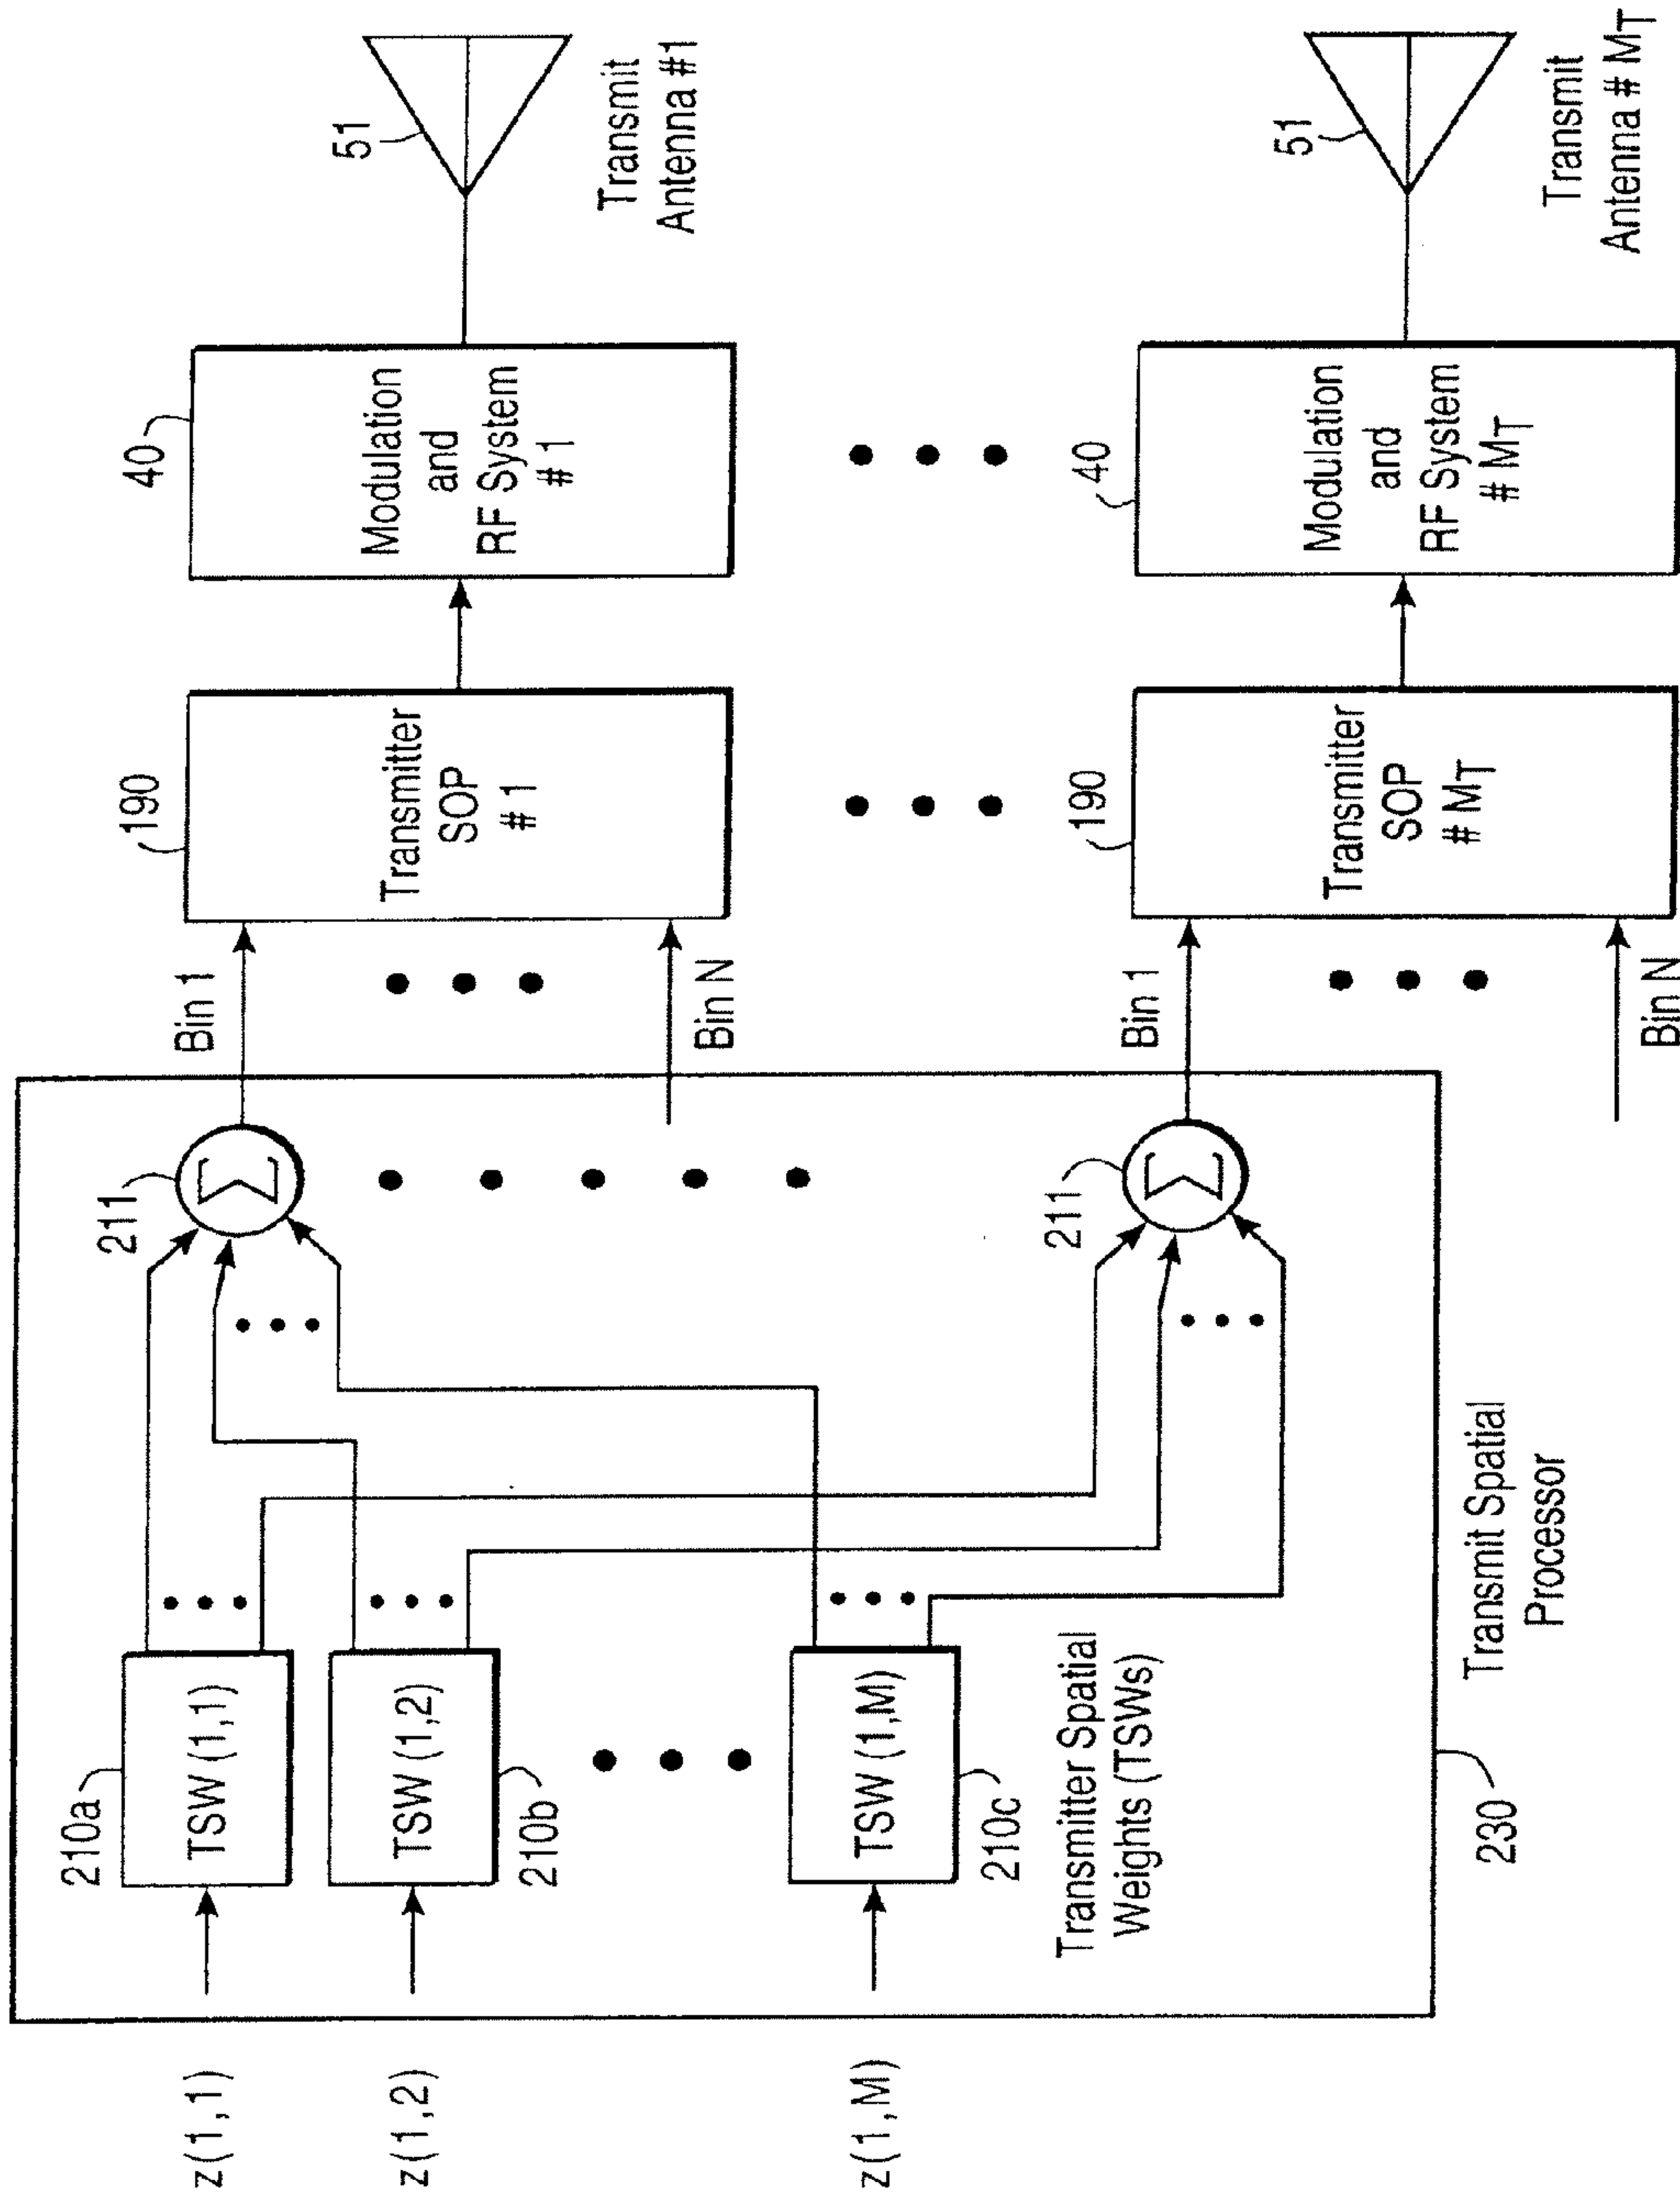 z(1,1)
z(1,2)
z(1,M)
210a
TSW (1,1)
TSW (1,2)
210b
TSW (1,M)
210c
Transmitter Spatial
Weights (TSWs)
230
Transmit Spatial
Processor
211
Σ
211
Σ
Bin 1
Bin N
Bin 1
Bin N
190
Transmitter
SOP
# 1
190
Transmitter
SOP
# MT
40
Modulation
and
RF System
# 1
40
Modulation
and
RF System
# MT
51
Transmit
Antenna #1
51
Transmit
Antenna # MT